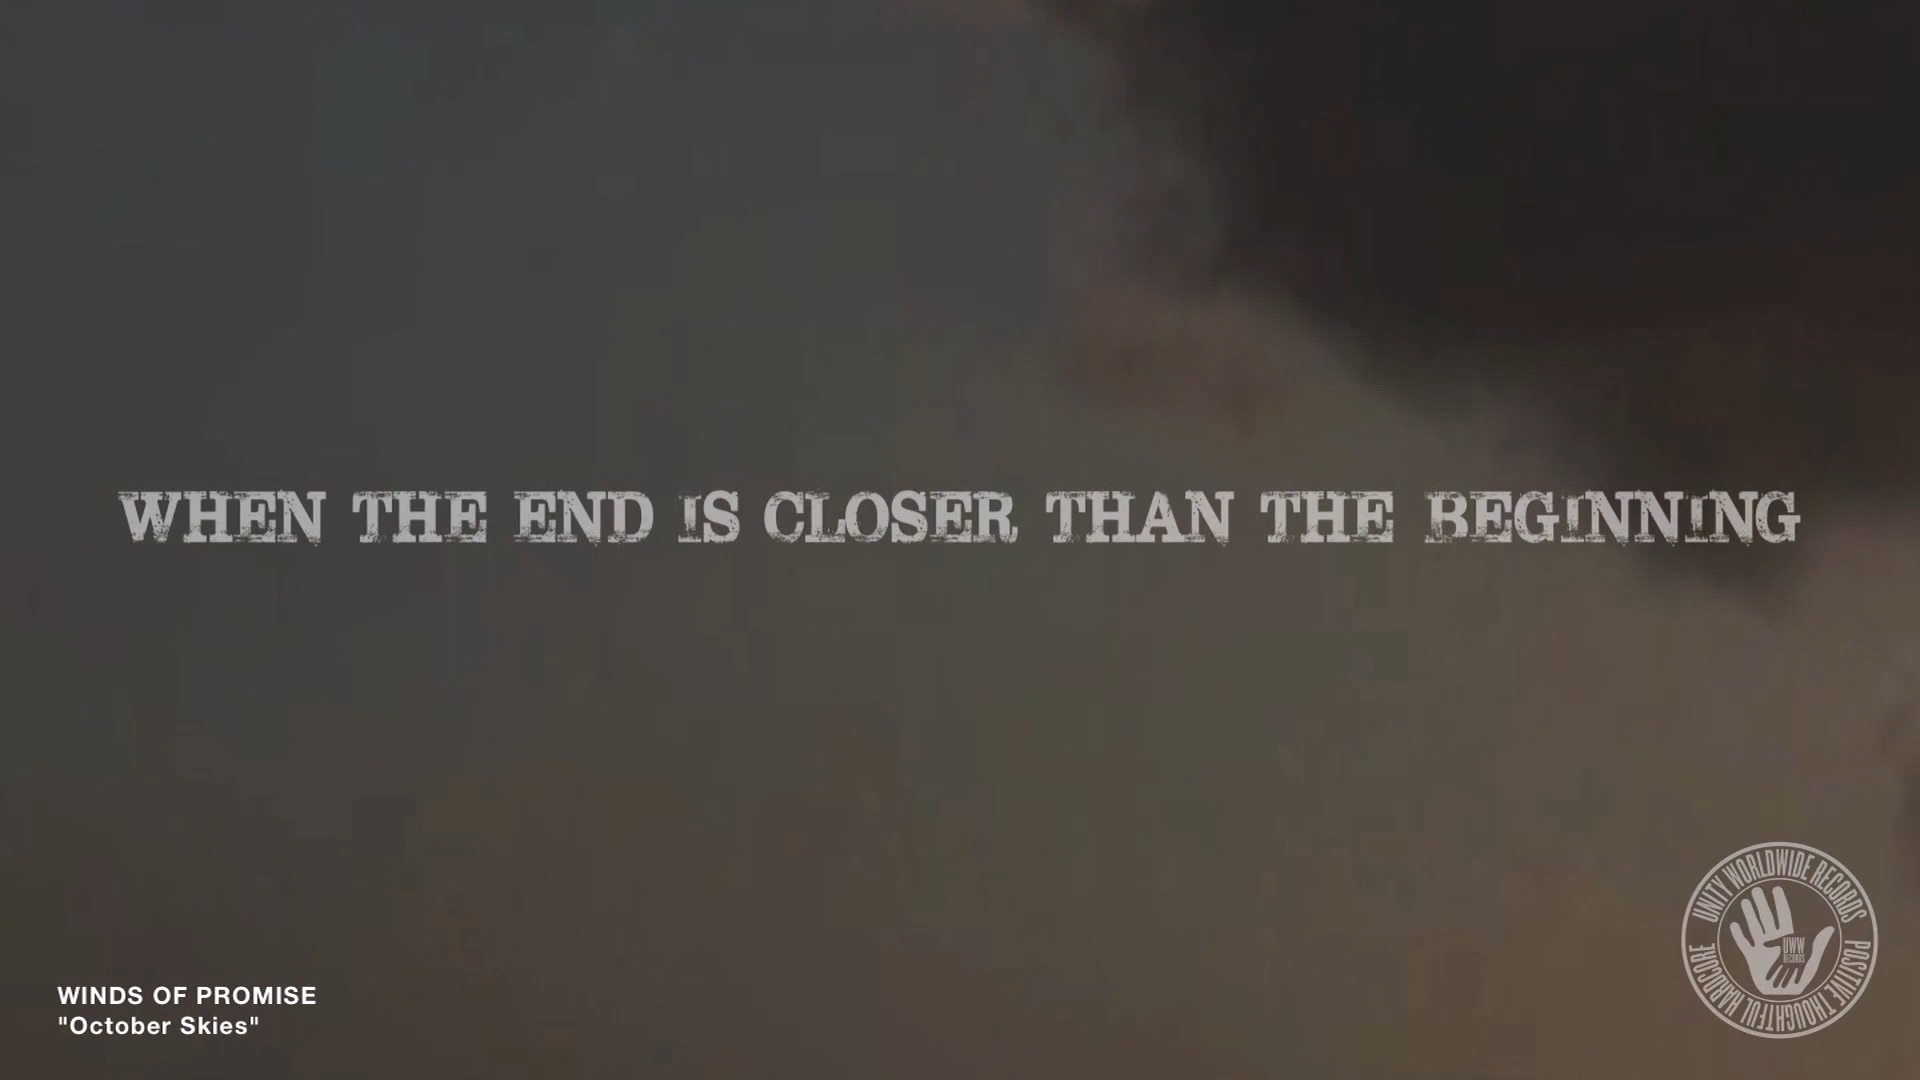 WHEN THE END IS CLOSER THAN THE BEGINNING
WINDS OF PROMISE
"October Skies"
UNITY WORLDWIDE RECORDS
POSITIVE THOUGHTFUL HARDCORE
UWW
RECORDS